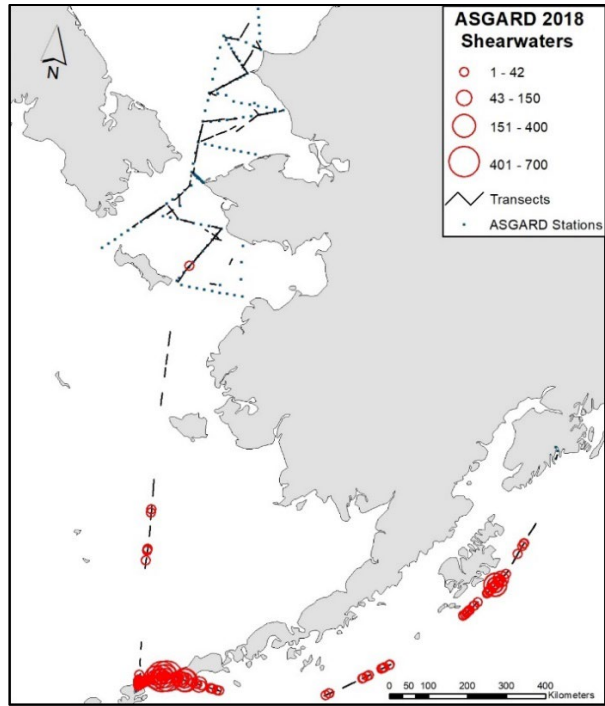 ASGARD 2018
Shearwaters
1 - 42
43 - 150
151 - 400
401 - 700
Transects
ASGARD Stations
N
0 50 100 200 300 400
Kilometers